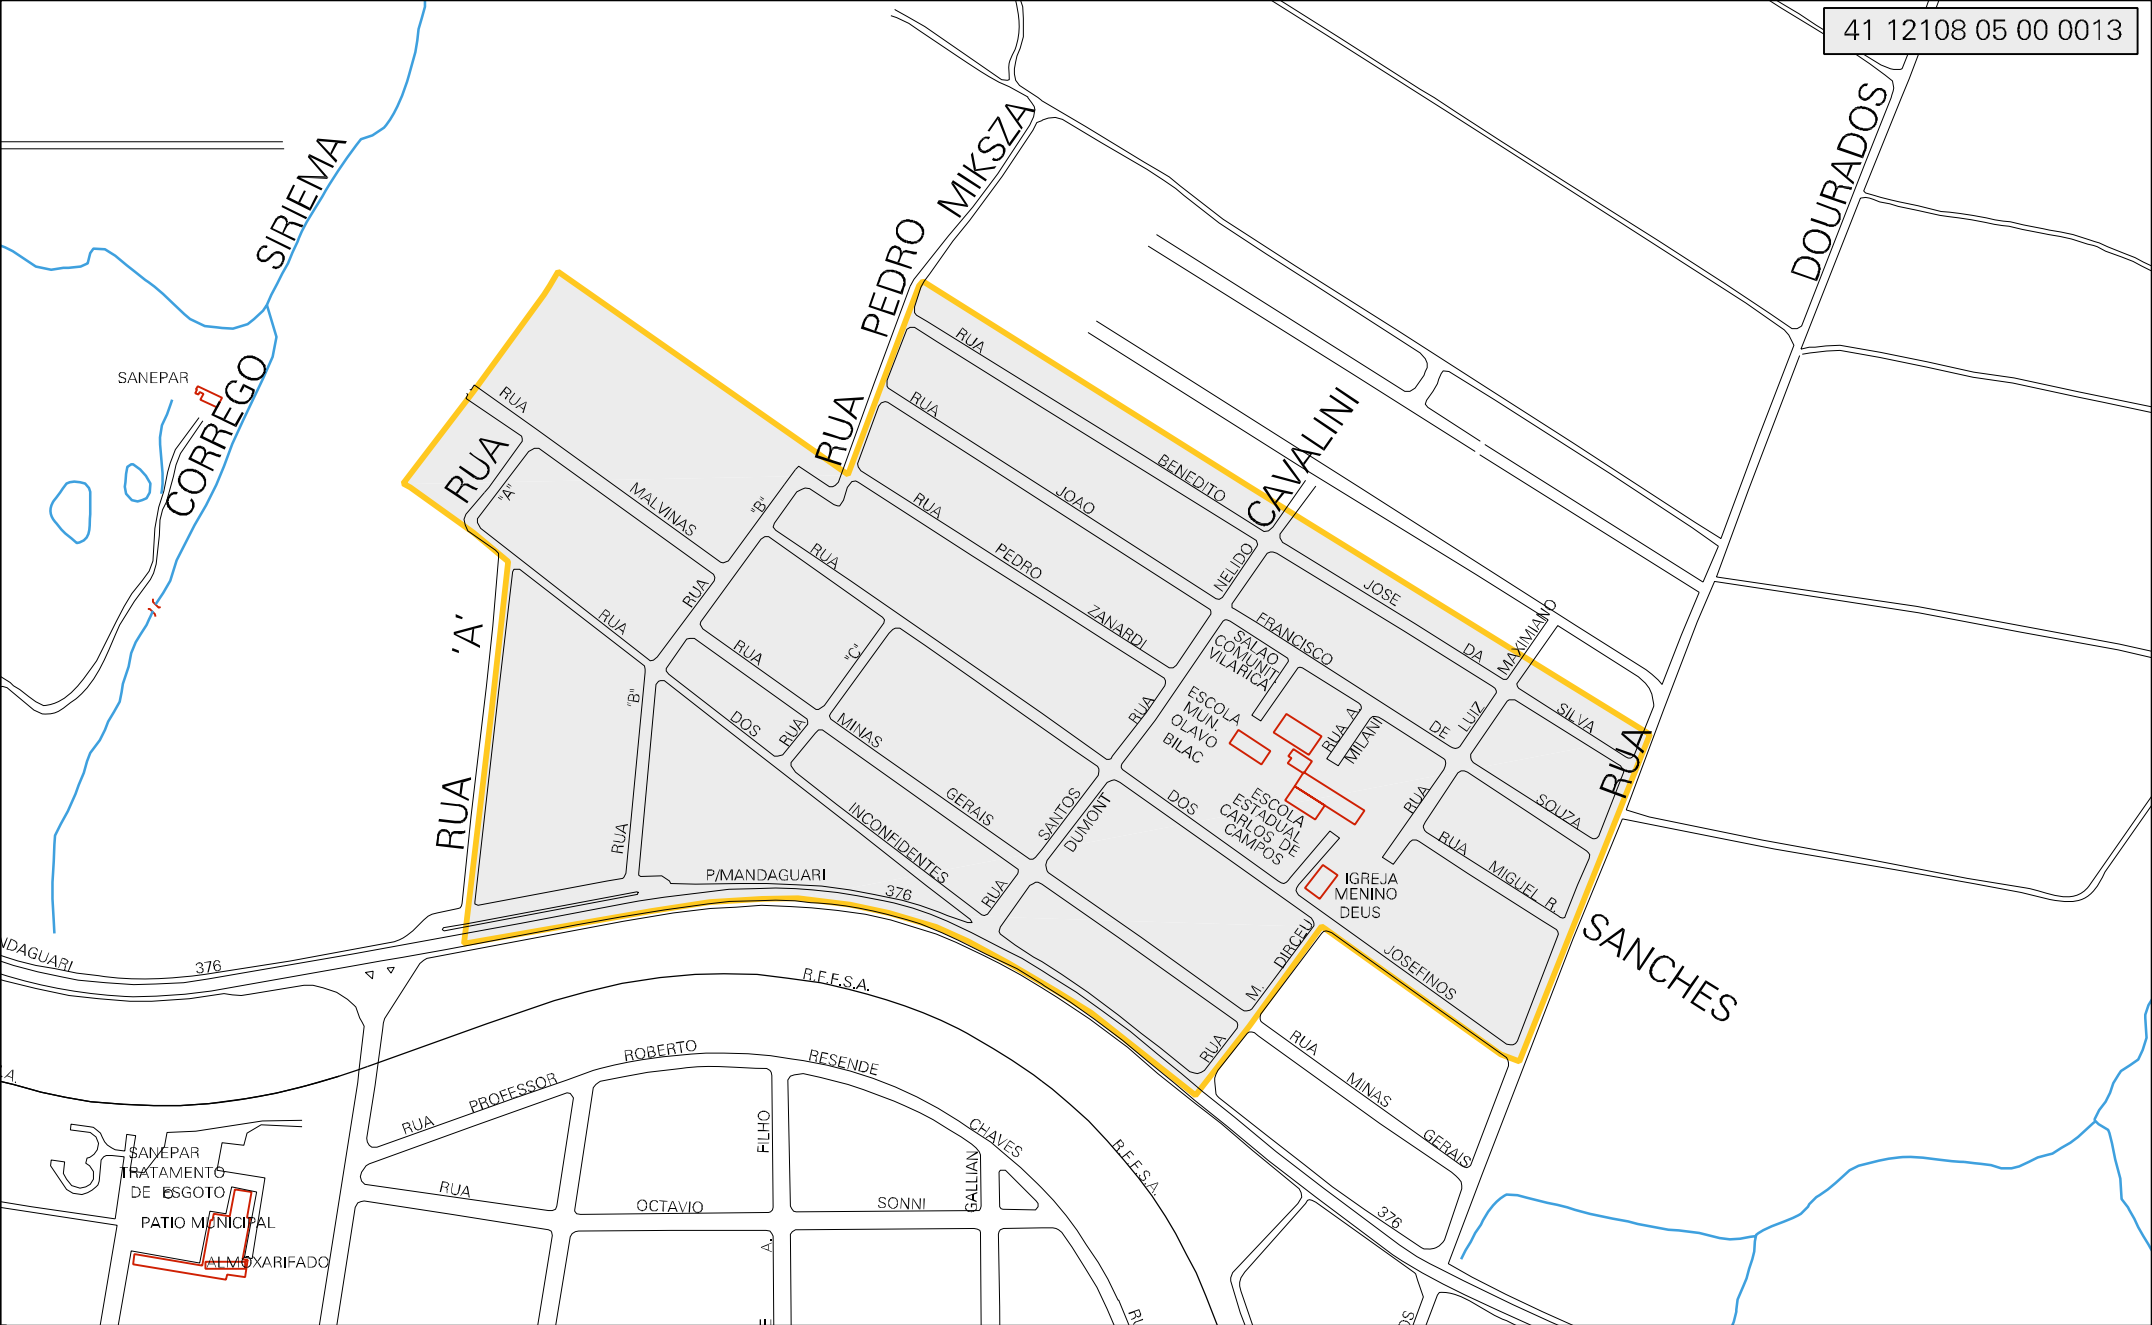 41 12108 05 00 0013
DOURADOS
PEDRO MIKSZA
RUA
CORREGO SIRIEMA
SANEPAR
RUA
RUA
RUA
"A"
MALVINAS
"B"
RUA
BENEDITO
CAVALINI
RUA
JOAO
RUA
PEDRO
ZANARDI
NELIDO
JOSE
DA
SILVA
MAXIMIANO
FRANCISCO
DE
LUIZ
SOUZA
RUA
SANCHES
RUA
RUA
RUA
"C"
RUA
RUA 'A'
"B"
RUA
DOS
RUA
MINAS
GERAIS
INCONFIDENTES
RUA
SANTOS
DUMONT
RUA
SALAO
COMUNIT.
VILARICA
ESCOLA
MUN.
OLAVO
BILAC
RUA A.
MILANI
ESCOLA
ESTADUAL
CARLOS DE
CAMPOS
DOS
JOSEFINOS
RUA
RUA
MIGUEL R.
IGREJA
MENINO
DEUS
P/MANDAGUARI
376
RUA
M.
DIRCEU
RUA
MINAS
GERAIS
376
NDAGUARI
376
R.F.F.S.A.
R.F.F.S.A.
.A.
RUA
PROFESSOR
ROBERTO
RESENDE
CHAVES
FILHO
A.
GALLIAN
RUA
OCTAVIO
SONNI
SANEPAR
TRATAMENTO
DE ESGOTO
PATIO MUNICIPAL
ALMOXARIFADO